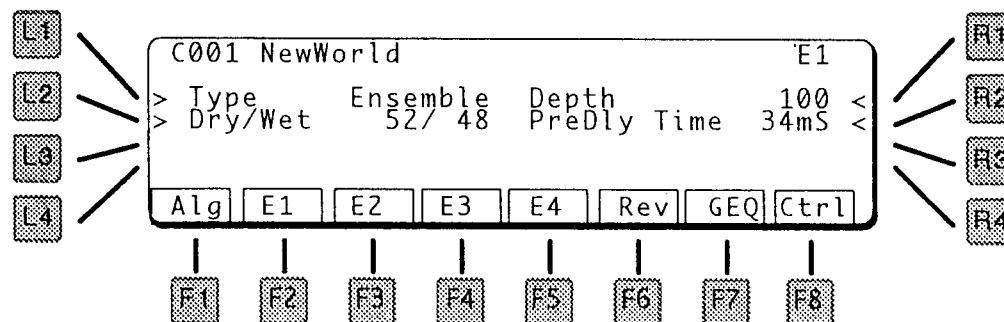 L1
R1
C001 NewWorld E1
L2
R2
> Type Ensemble Depth 100 <
> Dry/Wet 52/ 48 PreDly Time 34mS <
L3
R3
L4
R4
Alg E1 E2 E3 E4 Rev GEQ Ctrl
F1 F2 F3 F4 F5 F6 F7 F8